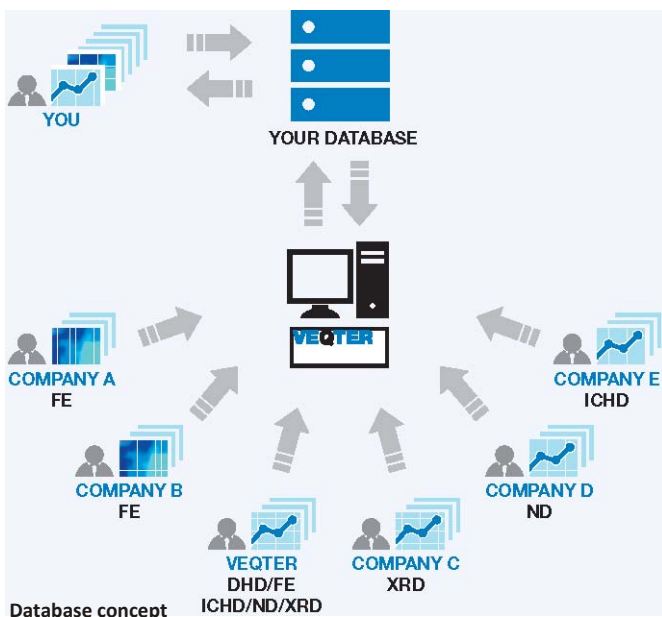 YOU
YOUR DATABASE
VEQTER
COMPANY A
FE
COMPANY E
ICHD
COMPANY B
FE
COMPANY D
ND
VEQTER
DHD/FE
ICHD/ND/XRD
COMPANY C
XRD
Database concept